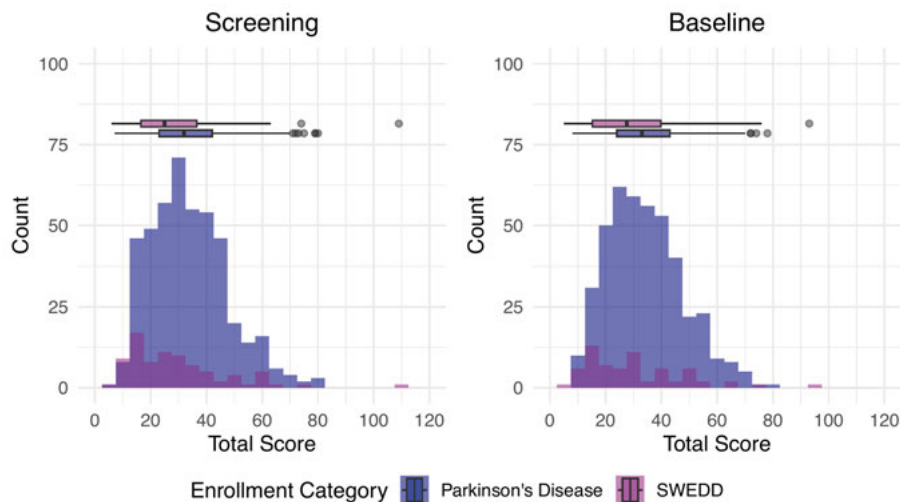 Screening
Baseline
Count
100
75
50
25
0
0 20 40 60 80 100 120
Total Score
Count
100
75
50
25
0
0 20 40 60 80 100 120
Total Score
Enrollment Category Parkinson's Disease SWEDD